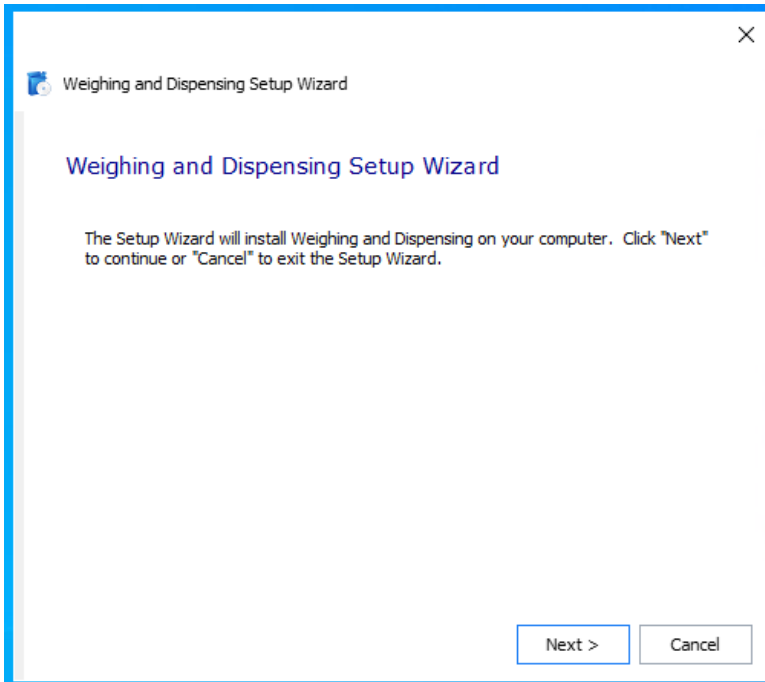 Weighing and Dispensing Setup Wizard
Weighing and Dispensing Setup Wizard
The Setup Wizard will install Weighing and Dispensing on your computer.  Click "Next"
to continue or "Cancel" to exit the Setup Wizard.
Next >
Cancel